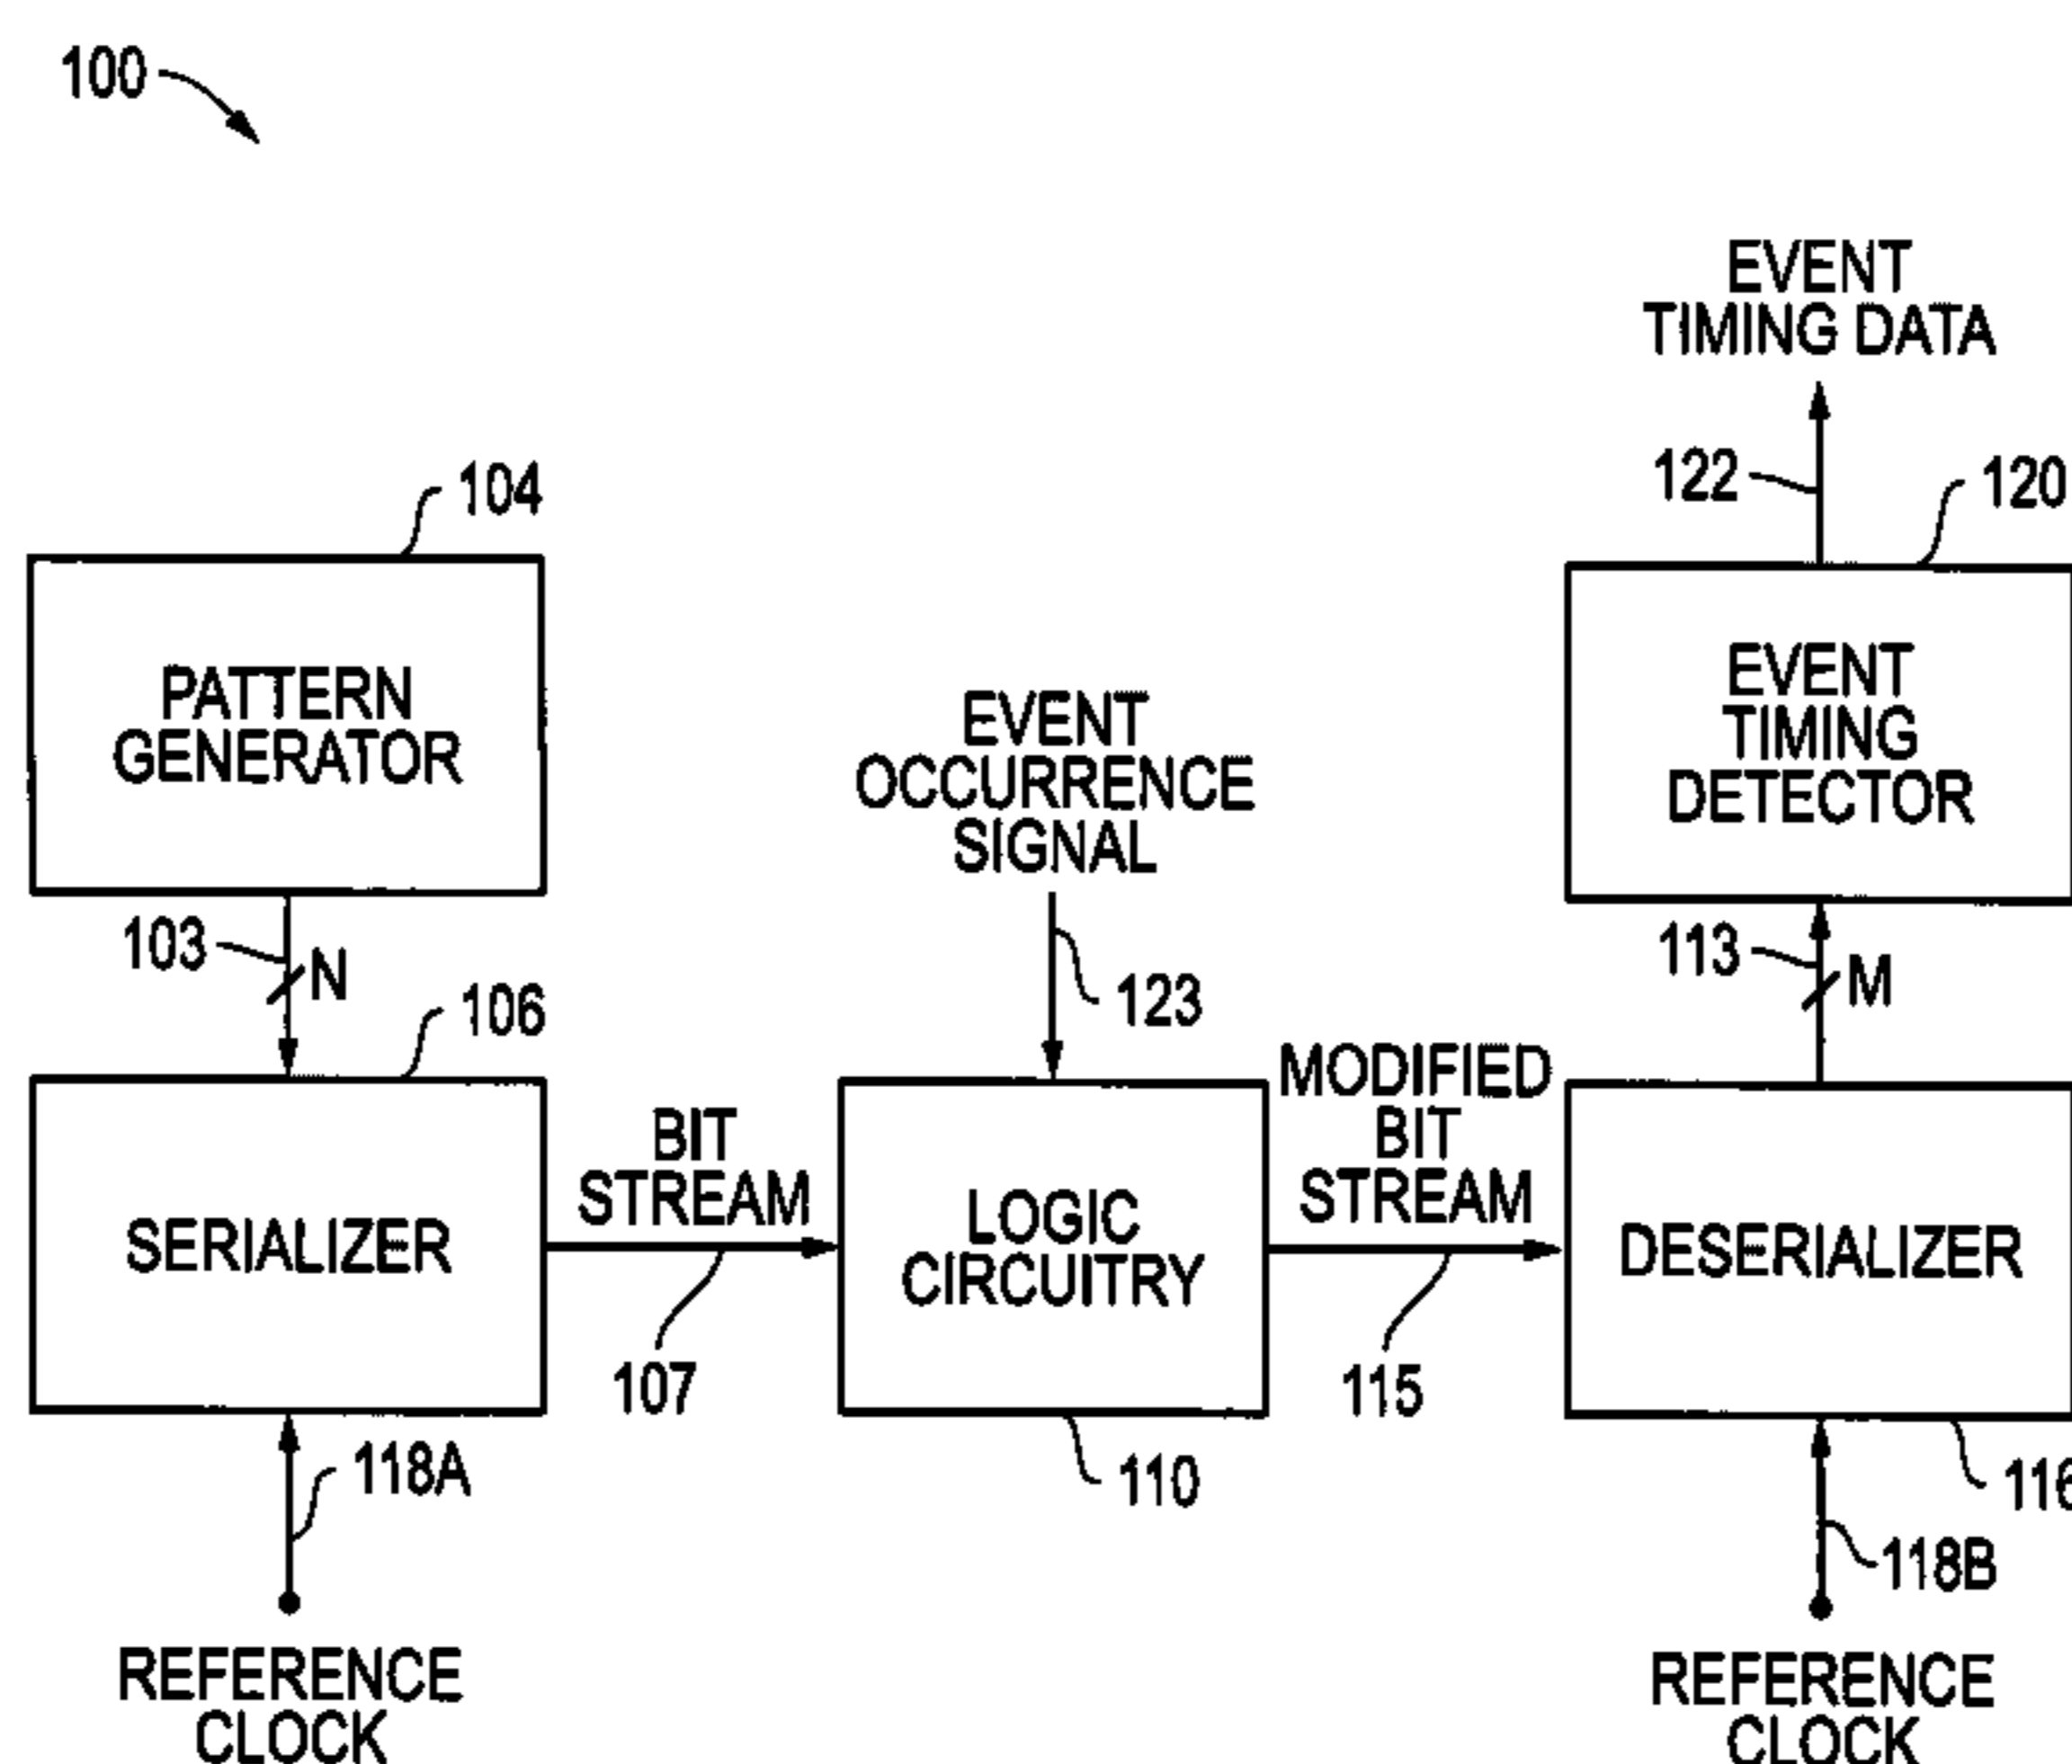 100
EVENT
TIMING DATA
104
122
120
PATTERN
GENERATOR
EVENT
OCCURRENCE
SIGNAL
EVENT
TIMING
DETECTOR
103
N
123
113
M
106
SERIALIZER
BIT
STREAM
107
LOGIC
CIRCUITRY
MODIFIED
BIT
STREAM
115
DESERIALIZER
118A
110
116
118B
REFERENCE
CLOCK
REFERENCE
CLOCK